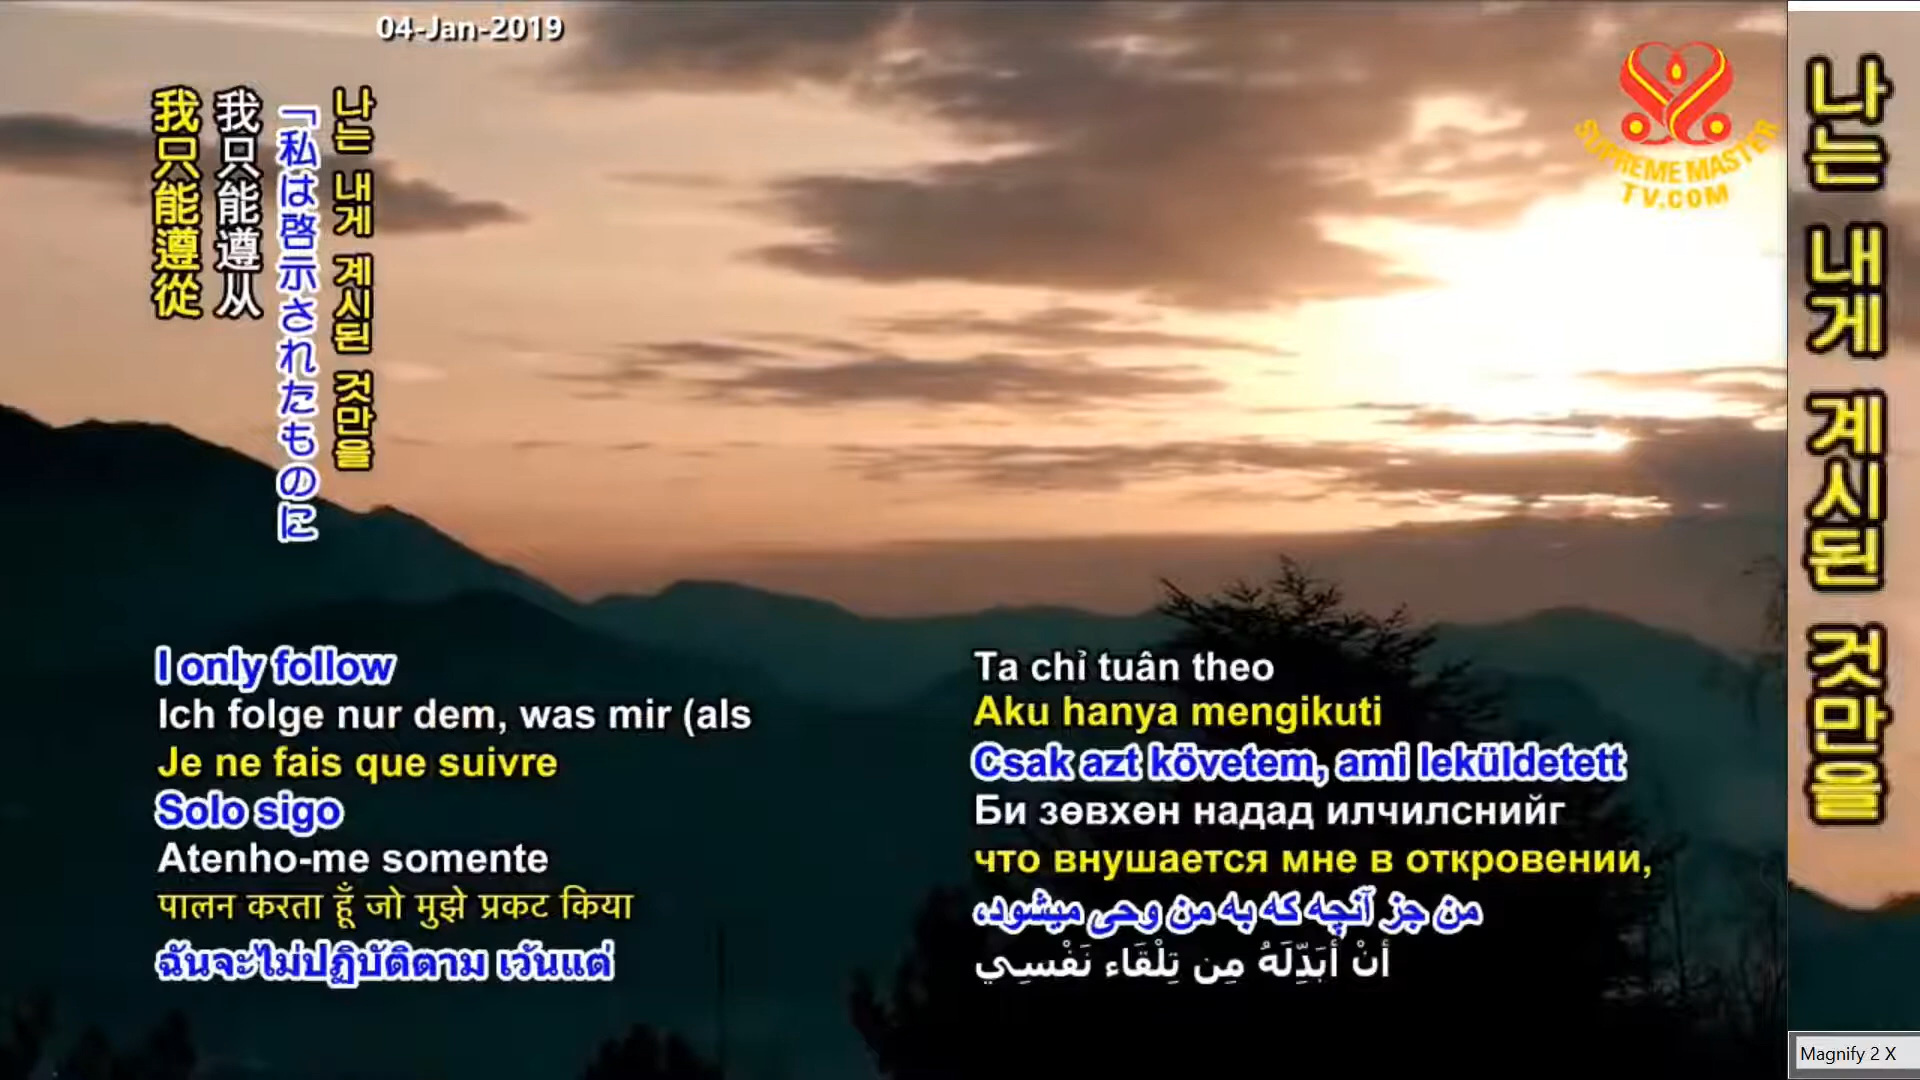 04-Jan-2019
SUPREME MASTER
TV.COM
나는 내게 계시된 것만을
「私は啓示されたものに
我只能遵从
我只能遵從
I only follow
Ich folge nur dem, was mir (als
Je ne fais que suivre
Solo sigo
Atenho-me somente
पालन करता हूँ जो मुझे प्रकट किया
ฉันจะไม่ปฏิบัติตาม เว้นแต่
Ta chỉ tuân theo
Aku hanya mengikuti
Csak azt követem, ami leküldetett
Би зөвхөн надад илчилснийг
что внушается мне в откровении,
من جز آنچه که به من وحی میشود،
أنْ أبَدِّلَهُ مِن تِلْقَاء نَفْسِي
나는 내게 계시된 것만을
Magnify 2 X